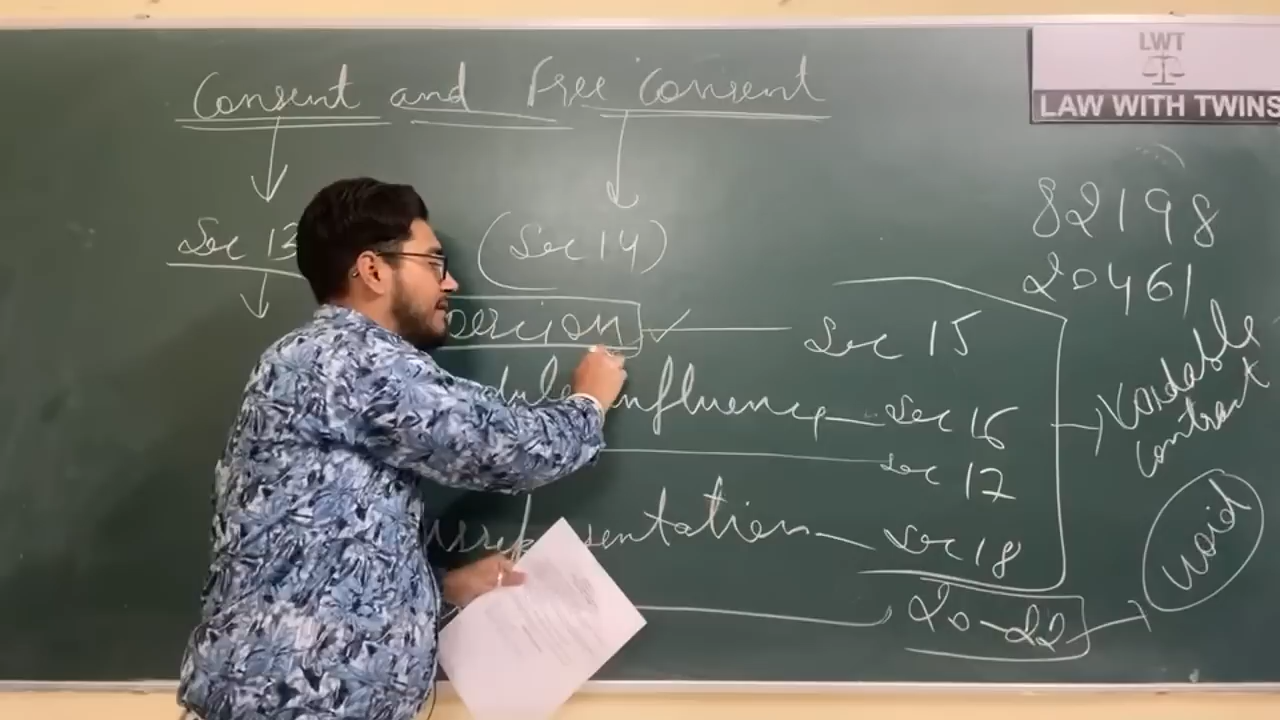 LWT
LAW WITH TWINS
Consent and Free Consent
Sec 13
(Sec 14)
82198
20461
oercion ✓ Sec 15
influence Sec 16
Sec 17
Sec 18
Voidable
contract
20-22
void